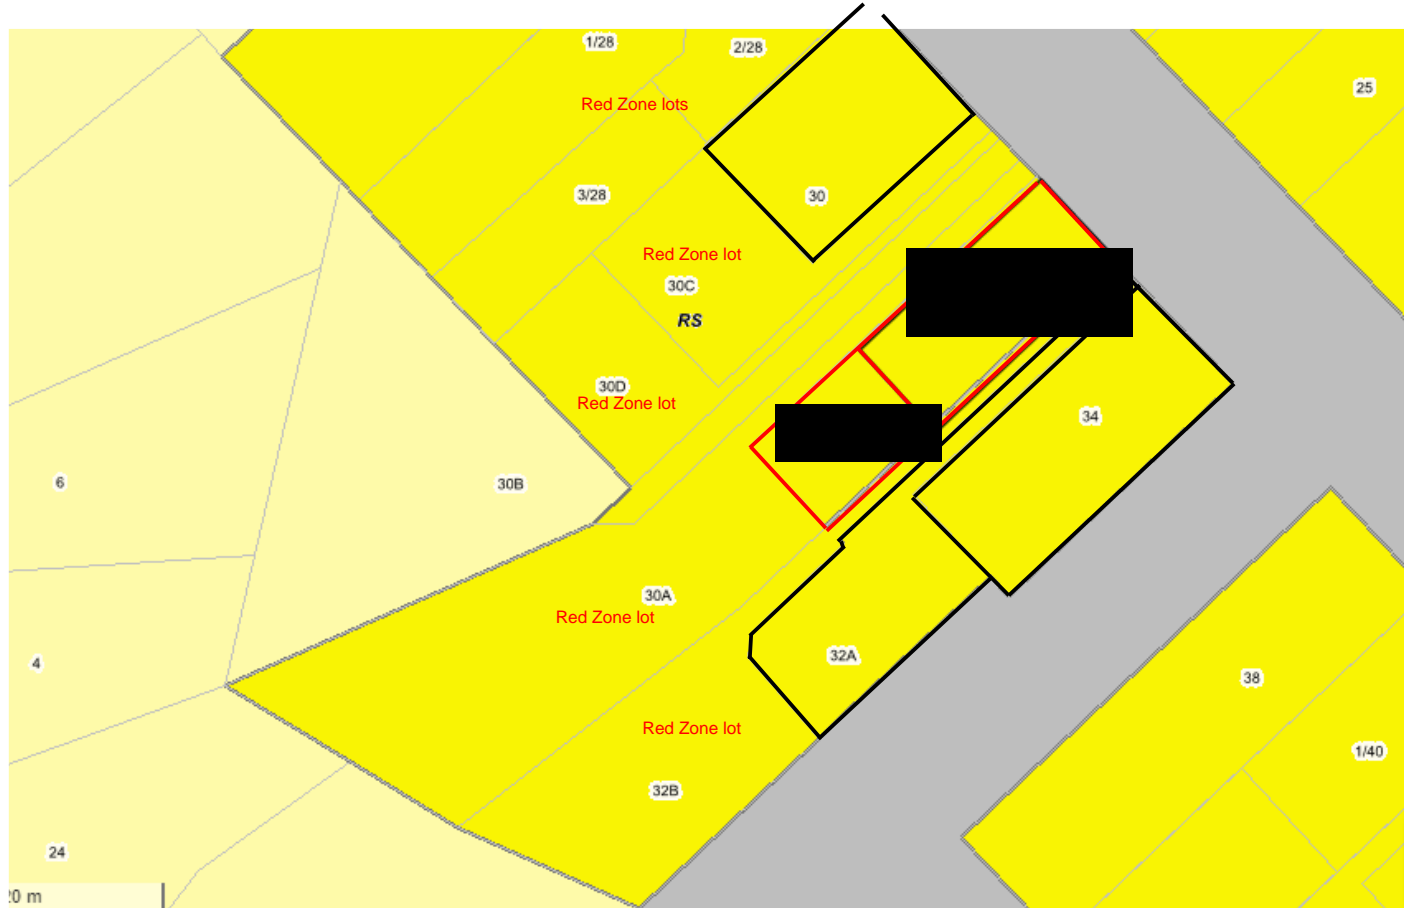 1/28
2/28
25
Red Zone lots
3/28
30
Red Zone lot
30C
RS
30D
Red Zone lot
34
6
30B
30A
Red Zone lot
4
32A
38
Red Zone lot
1/40
32B
24
20 m